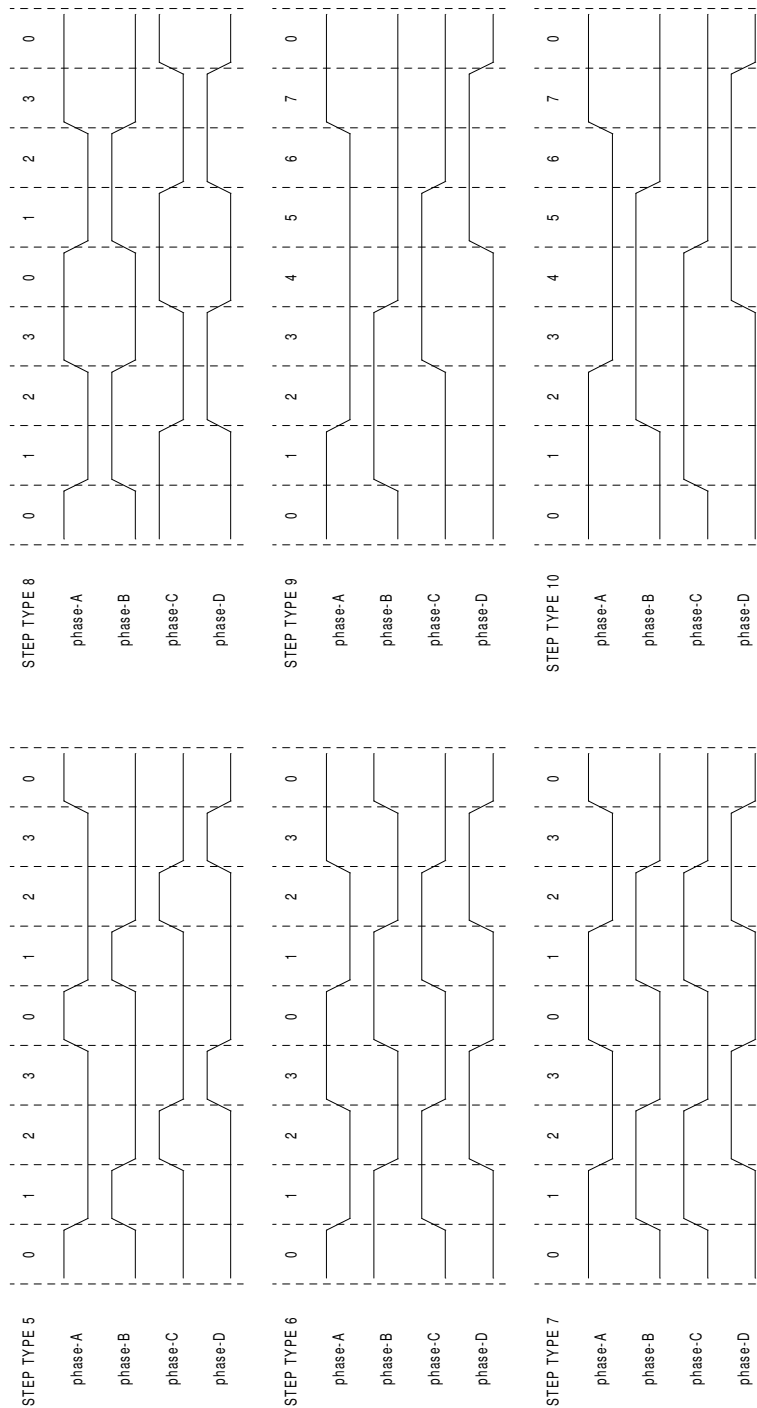 STEP TYPE 5 0 1 2 3 0 1 2 3 0
phase-A
phase-B
phase-C
phase-D
STEP TYPE 6 0 1 2 3 0 1 2 3 0
phase-A
phase-B
phase-C
phase-D
STEP TYPE 7 0 1 2 3 0 1 2 3 0
phase-A
phase-B
phase-C
phase-D
STEP TYPE 8 0 1 2 3 0 1 2 3 0
phase-A
phase-B
phase-C
phase-D
STEP TYPE 9 0 1 2 3 4 5 6 7 0
phase-A
phase-B
phase-C
phase-D
STEP TYPE 10 0 1 2 3 4 5 6 7 0
phase-A
phase-B
phase-C
phase-D